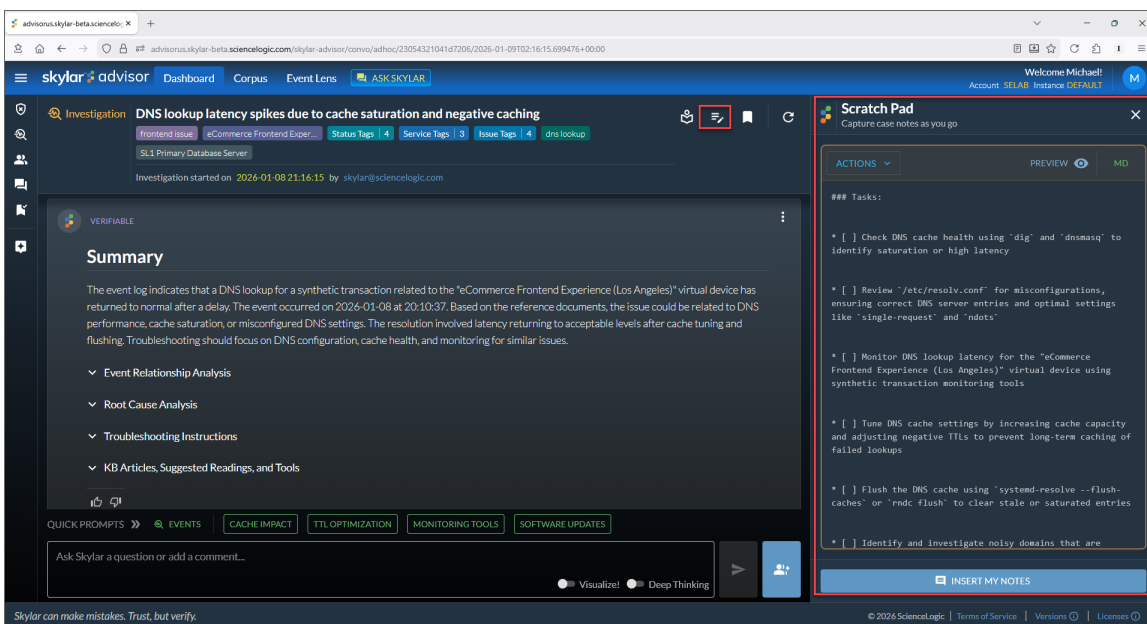 advisorus.skylar-beta.sciencelog
advisorus.skylar-beta.sciencelogic.com/skylar-advisor/convo/adhoc/23054321041d7206/2026-01-09T02:16:15.699476+00:00
skylar advisor Dashboard Corpus Event Lens ASK SKYLAR
Welcome Michael!
Account SELAB Instance DEFAULT
M
Investigation DNS lookup latency spikes due to cache saturation and negative caching
frontend issue eCommerce Frontend Exper... Status Tags | 4 Service Tags | 3 Issue Tags | 4 dns lookup
SL1 Primary Database Server
Investigation started on 2026-01-08 21:16:15 by skylar@sciencelogic.com
VERIFIABLE
Summary
The event log indicates that a DNS lookup for a synthetic transaction related to the "eCommerce Frontend Experience (Los Angeles)" virtual device has
returned to normal after a delay. The event occurred on 2026-01-08 at 20:10:37. Based on the reference documents, the issue could be related to DNS
performance, cache saturation, or misconfigured DNS settings. The resolution involved latency returning to acceptable levels after cache tuning and
flushing. Troubleshooting should focus on DNS configuration, cache health, and monitoring for similar issues.
Event Relationship Analysis
Root Cause Analysis
Troubleshooting Instructions
KB Articles, Suggested Readings, and Tools
QUICK PROMPTS EVENTS CACHE IMPACT TTL OPTIMIZATION MONITORING TOOLS SOFTWARE UPDATES
Ask Skylar a question or add a comment...
Visualize! Deep Thinking
Scratch Pad
Capture case notes as you go
ACTIONS PREVIEW MD
### Tasks:
* [ ] Check DNS cache health using `dig` and `dnsmasq` to
identify saturation or high latency
* [ ] Review `/etc/resolv.conf` for misconfigurations,
ensuring correct DNS server entries and optimal settings
like `single-request` and `ndots`
* [ ] Monitor DNS lookup latency for the "eCommerce
Frontend Experience (Los Angeles)" virtual device using
synthetic transaction monitoring tools
* [ ] Tune DNS cache settings by increasing cache capacity
and adjusting negative TTLs to prevent long-term caching of
failed lookups
* [ ] Flush the DNS cache using `systemd-resolve --flush-
caches` or `rndc flush` to clear stale or saturated entries
* [ ] Identify and investigate noisy domains that are
INSERT MY NOTES
Skylar can make mistakes. Trust, but verify.
© 2026 ScienceLogic | Terms of Service | Versions | Licenses